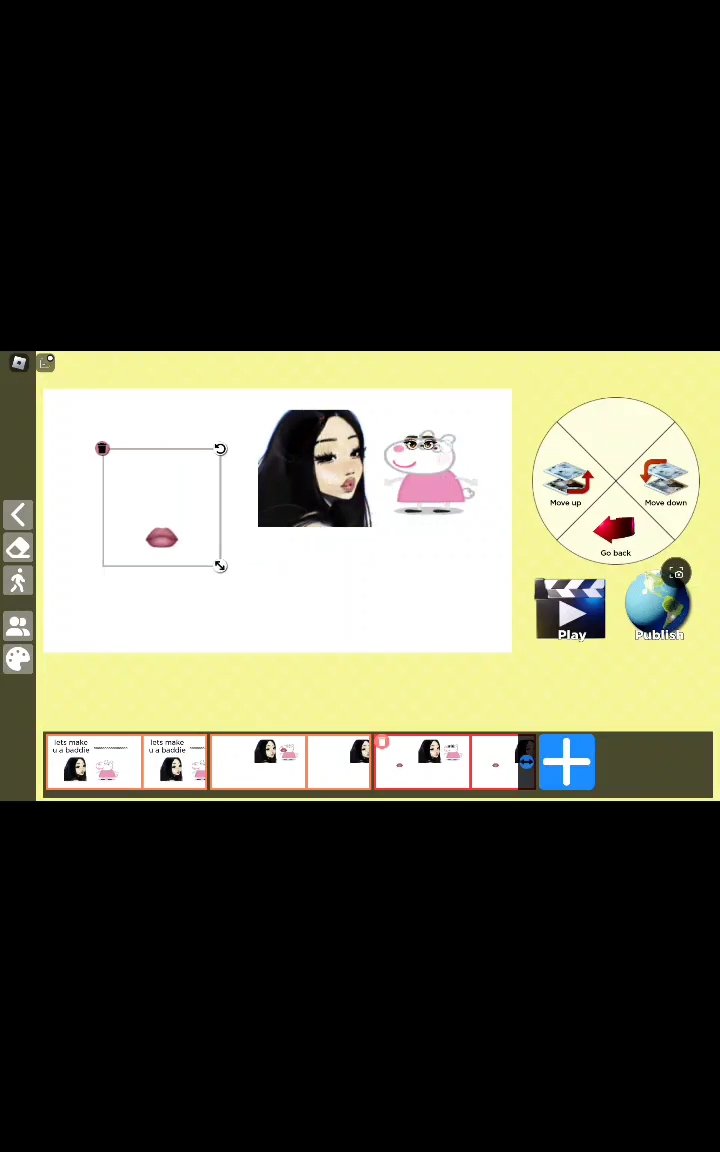 Move up
Move down
Go back
Play
Publish
lets make
u a baddie
lets make
u a baddie